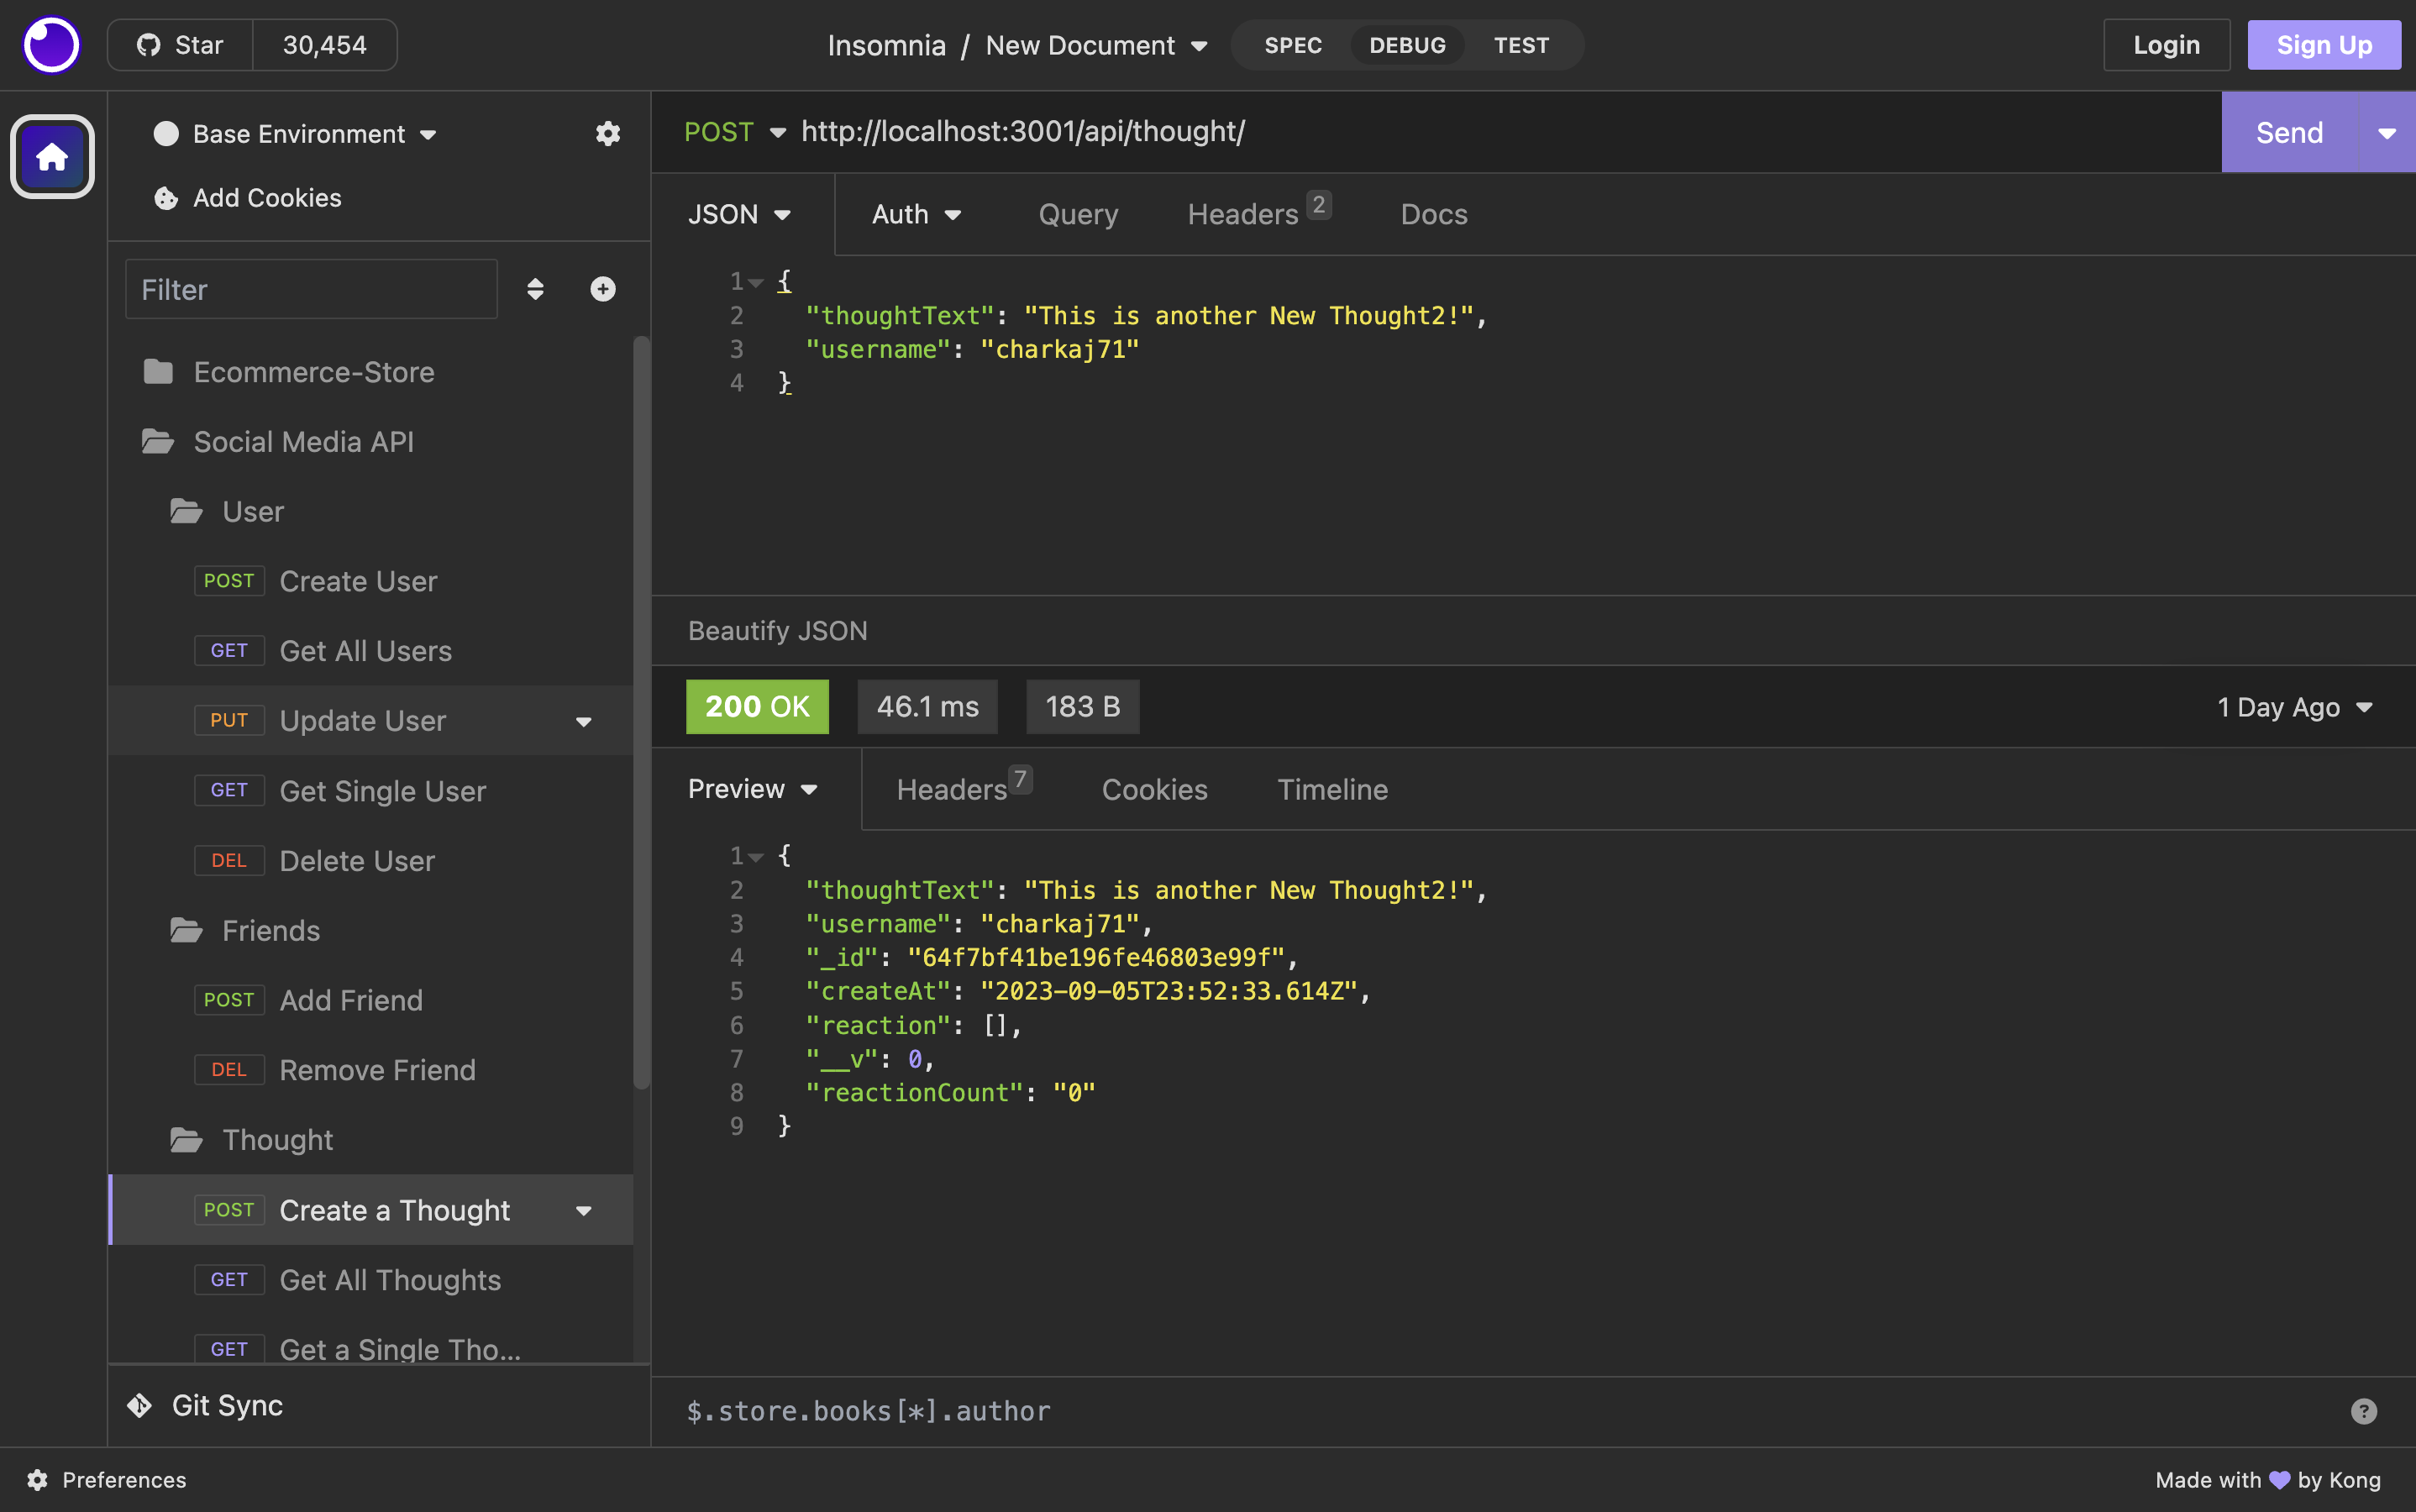 Star 30,454 Insomnia / New Document SPEC DEBUG TEST Login Sign Up
Base Environment
Add Cookies
Filter
Ecommerce-Store
Social Media API
User
POST Create User
GET Get All Users
PUT Update User
GET Get Single User
DEL Delete User
Friends
POST Add Friend
DEL Remove Friend
Thought
POST Create a Thought
GET Get All Thoughts
GET Get a Single Tho...
Git Sync
POST http://localhost:3001/api/thought/ Send
JSON Auth Query Headers 2 Docs
1 {
2 "thoughtText": "This is another New Thought2!",
3 "username": "charkaj71"
4 }
Beautify JSON
200 OK 46.1 ms 183 B 1 Day Ago
Preview Headers 7 Cookies Timeline
1 {
2 "thoughtText": "This is another New Thought2!",
3 "username": "charkaj71",
4 "_id": "64f7bf41be196fe46803e99f",
5 "createAt": "2023-09-05T23:52:33.614Z",
6 "reaction": [],
7 "__v": 0,
8 "reactionCount": "0"
9 }
$.store.books[*].author ?
Preferences Made with 💜 by Kong